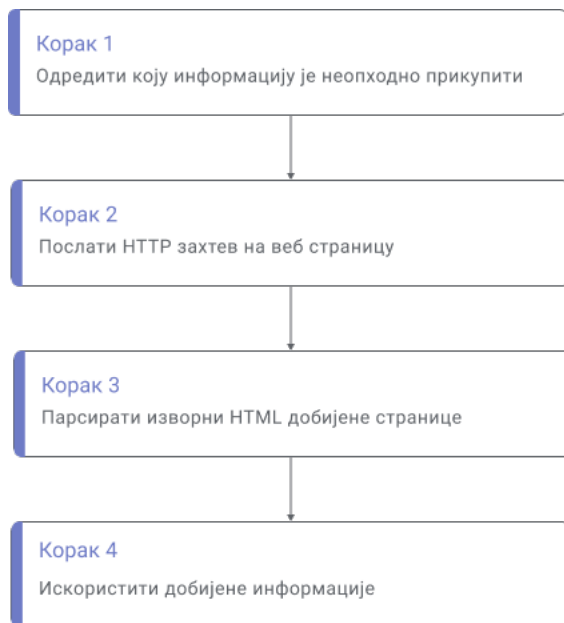 Корак 1
Одредити коју информацију је неопходно прикупити
Корак 2
Послати HTTP захтев на веб страницу
Корак 3
Парсирати изворни HTML добијене странице
Корак 4
Искористити добијене информације